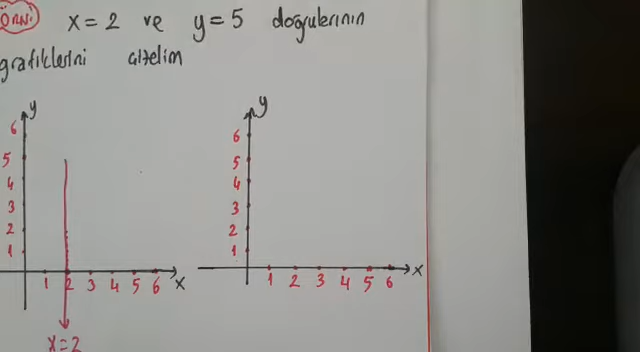 ÖRN:
x = 2 ve y = 5 doğrularının
grafiklerini çizelim
y
6
5
4
3
2
1
1 2 3 4 5 6 x
x = 2
y
6
5
4
3
2
1
1 2 3 4 5 6 x